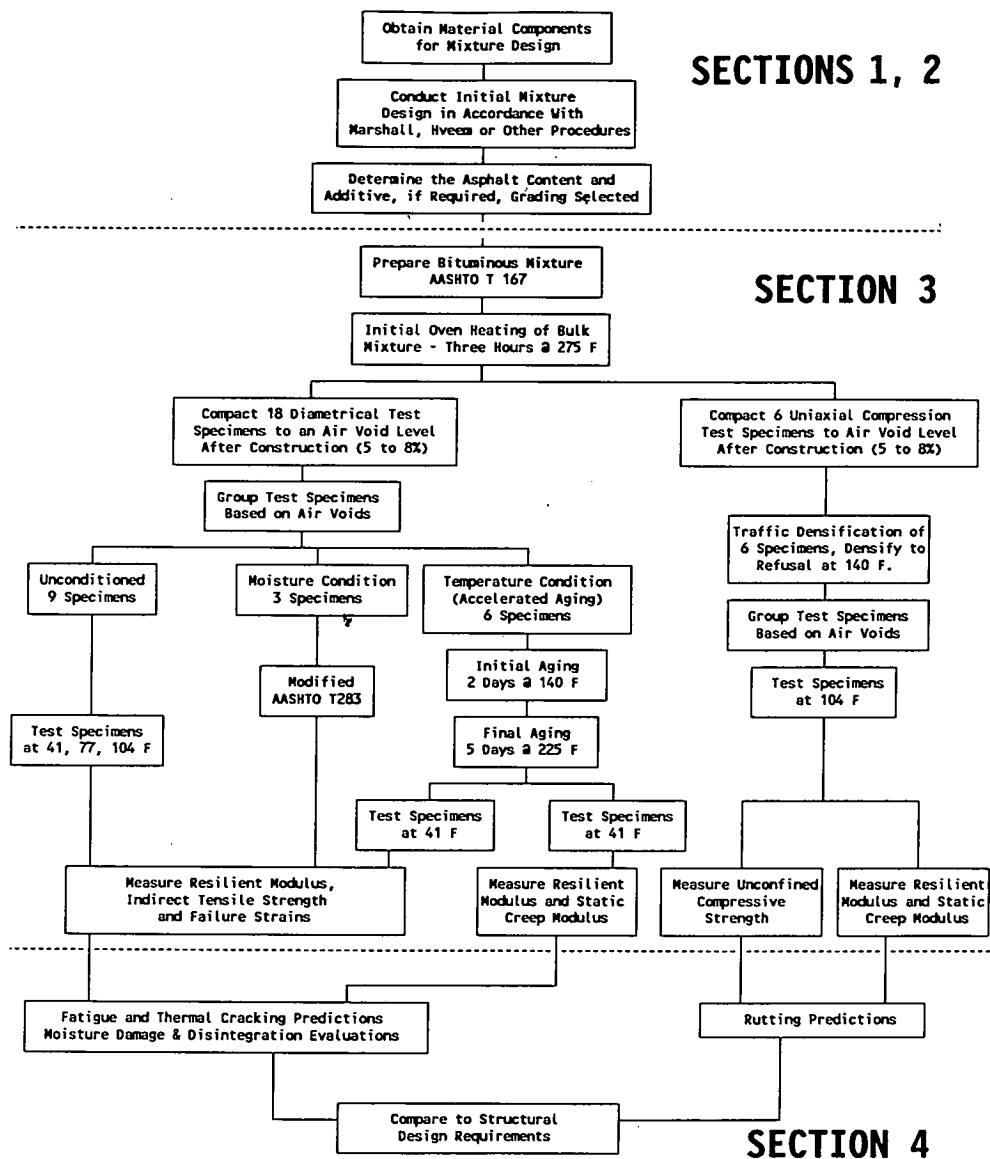 Obtain Material Components
for Mixture Design
SECTIONS 1, 2
Conduct Initial Mixture
Design in Accordance With
Marshall, Hveem or Other Procedures
Determine the Asphalt Content and
Additive, if Required, Grading Selected
Prepare Bituminous Mixture
AASHTO T 167
SECTION 3
Initial Oven Heating of Bulk
Mixture - Three Hours @ 275 F
Compact 18 Diametrical Test
Specimens to an Air Void Level
After Construction (5 to 8%)
Compact 6 Uniaxial Compression
Test Specimens to Air Void Level
After Construction (5 to 8%)
Group Test Specimens
Based on Air Voids
Traffic Densification of
6 Specimens, Densify to
Refusal at 140 F.
Unconditioned
9 Specimens
Moisture Condition
3 Specimens
Temperature Condition
(Accelerated Aging)
6 Specimens
Group Test Specimens
Based on Air Voids
Initial Aging
2 Days @ 140 F
Modified
AASHTO T283
Test Specimens
at 104 F
Test Specimens
at 41, 77, 104 F
Final Aging
5 Days @ 225 F
Test Specimens
at 41 F
Test Specimens
at 41 F
Measure Resilient Modulus,
Indirect Tensile Strength
and Failure Strains
Measure Resilient
Modulus and Static
Creep Modulus
Measure Unconfined
Compressive
Strength
Measure Resilient
Modulus and Static
Creep Modulus
Fatigue and Thermal Cracking Predictions
Moisture Damage & Disintegration Evaluations
Rutting Predictions
Compare to Structural
Design Requirements
SECTION 4